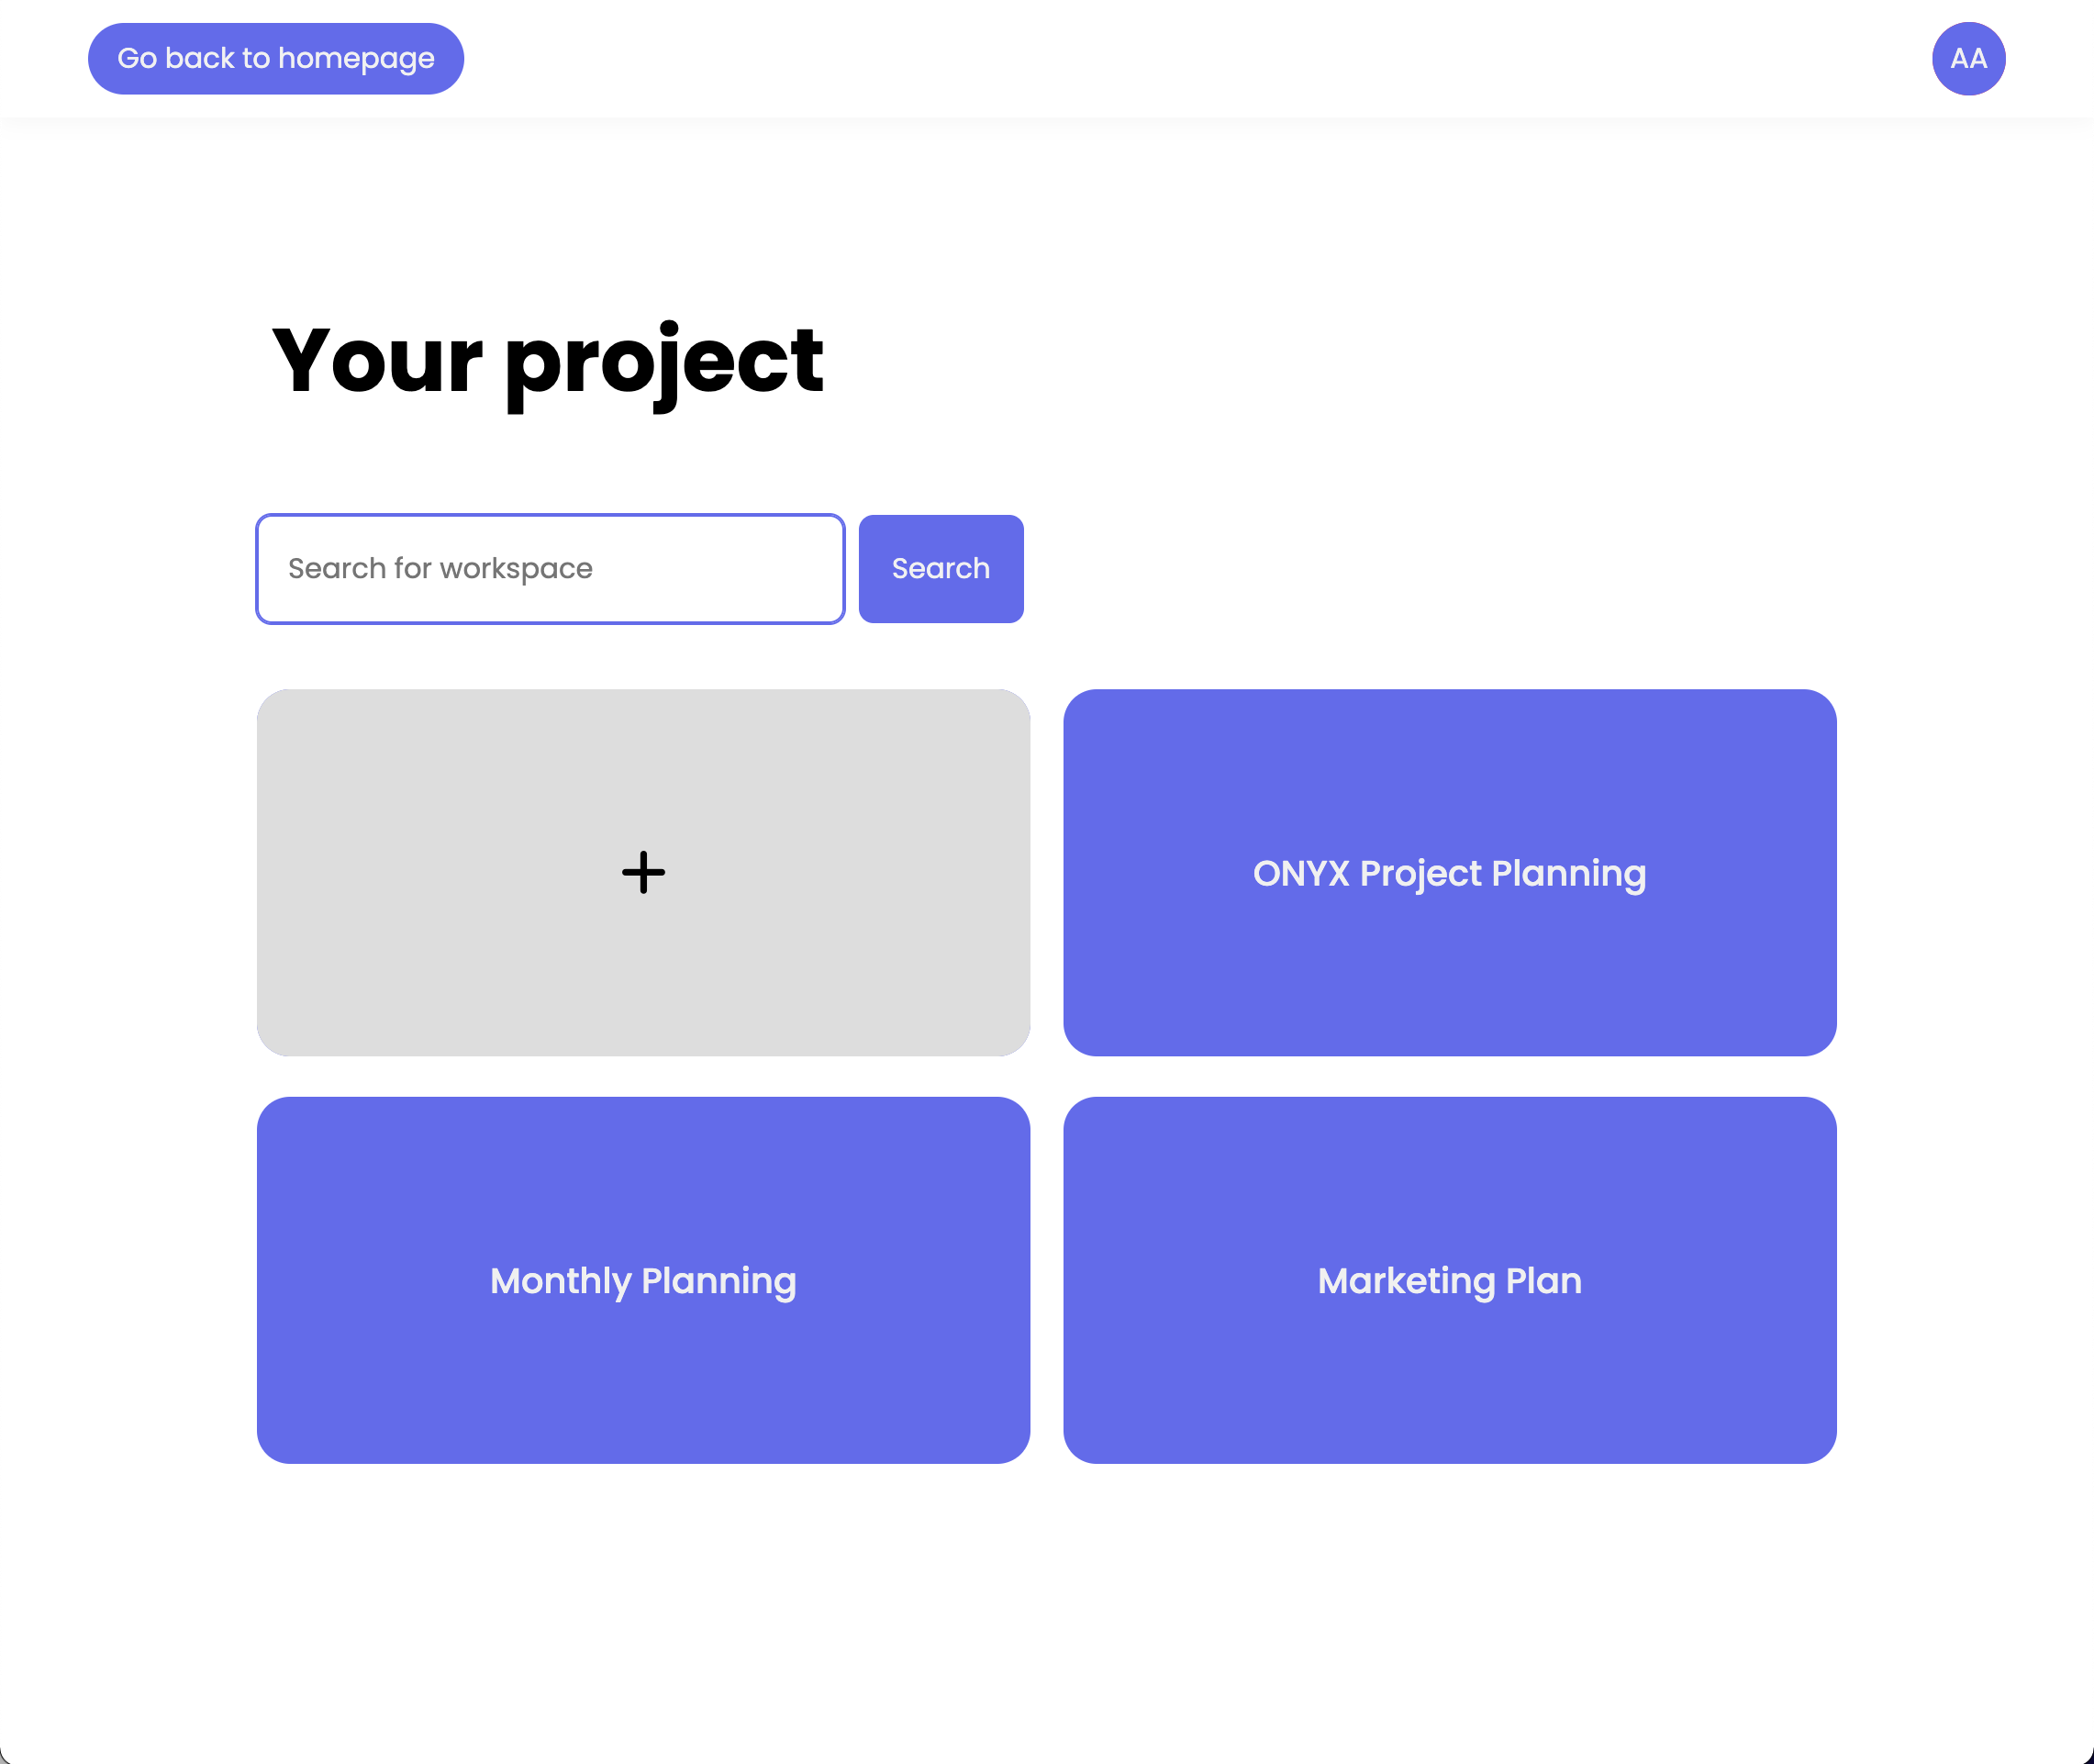 Go back to homepage
AA
Your project
Search for workspace
Search
ONYX Project Planning
Monthly Planning
Marketing Plan